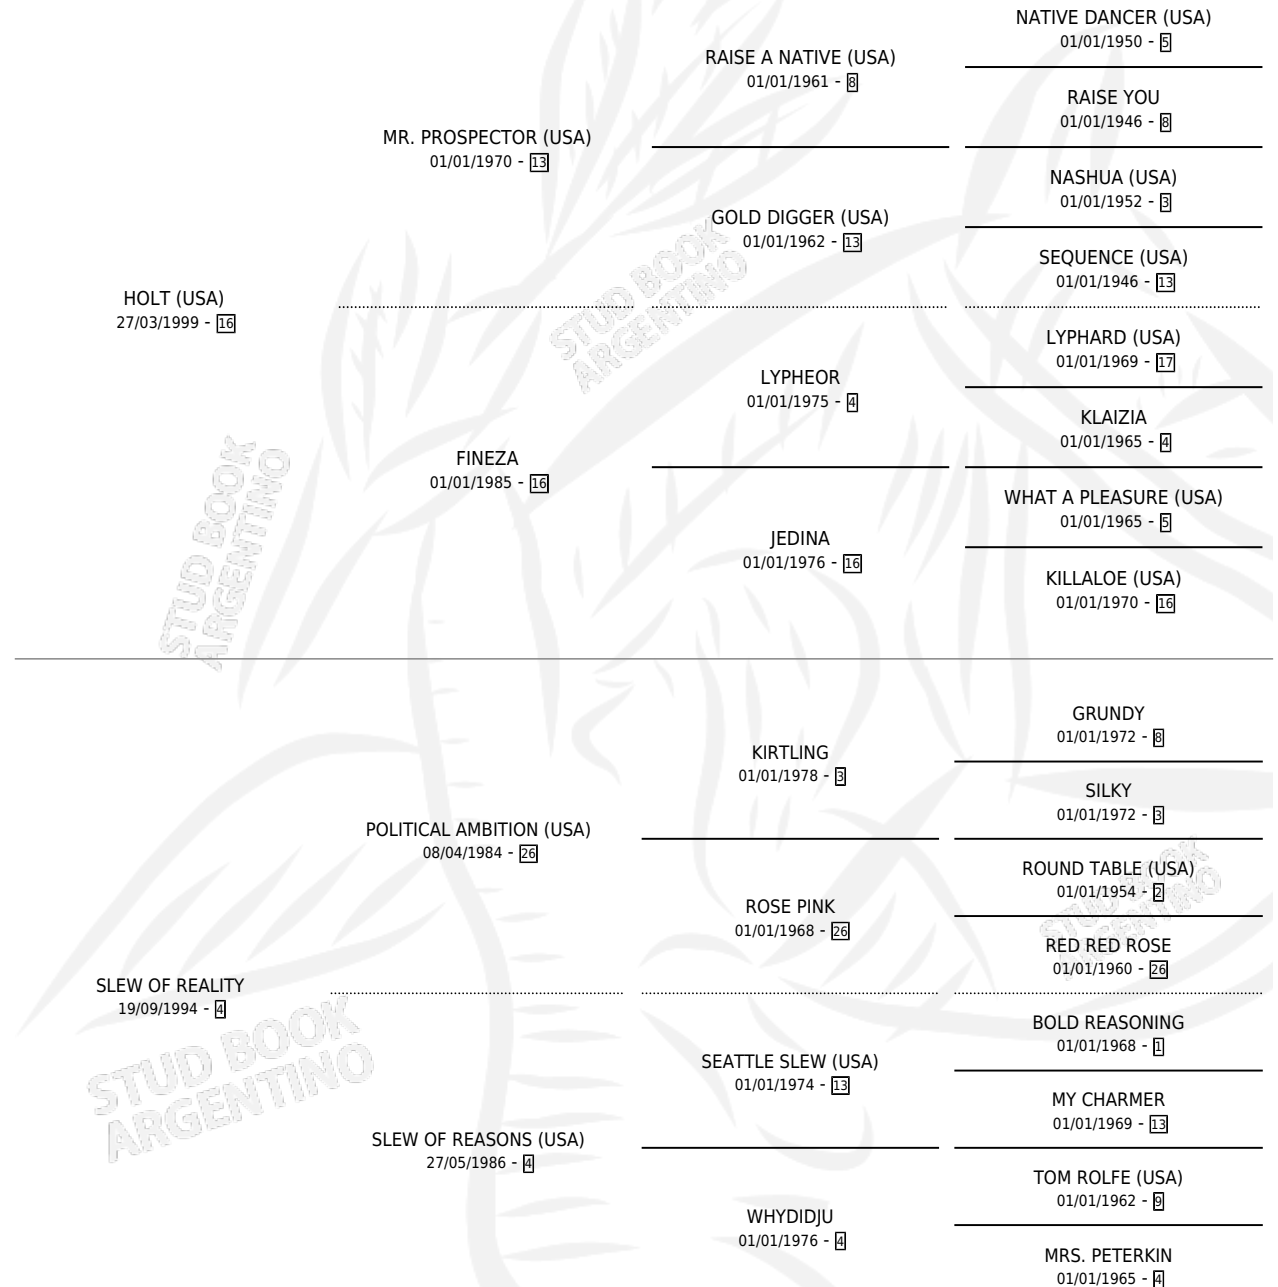 NATIVE DANCER (USA)
01/01/1950 - 5
RAISE A NATIVE (USA)
01/01/1961 - 8
RAISE YOU
01/01/1946 - 8
MR. PROSPECTOR (USA)
01/01/1970 - 13
NASHUA (USA)
01/01/1952 - 3
GOLD DIGGER (USA)
01/01/1962 - 13
SEQUENCE (USA)
01/01/1946 - 13
HOLT (USA)
27/03/1999 - 16
STUD BOOK
ARGENTINO
LYPHARD (USA)
01/01/1969 - 17
LYPHEOR
01/01/1975 - 4
KLAIZIA
01/01/1965 - 4
FINEZA
01/01/1985 - 16
WHAT A PLEASURE (USA)
01/01/1965 - 5
JEDINA
01/01/1976 - 16
KILLALOE (USA)
01/01/1970 - 16
STUD BOOK
ARGENTINO
GRUNDY
01/01/1972 - 8
KIRTLING
01/01/1978 - 3
SILKY
01/01/1972 - 3
POLITICAL AMBITION (USA)
08/04/1984 - 26
ROUND TABLE (USA)
01/01/1954 - 2
ROSE PINK
01/01/1968 - 26
STUD BOOK
ARGENTINO
RED RED ROSE
01/01/1960 - 26
SLEW OF REALITY
19/09/1994 - 4
STUD BOOK
ARGENTINO
BOLD REASONING
01/01/1968 - 1
SEATTLE SLEW (USA)
01/01/1974 - 13
MY CHARMER
01/01/1969 - 13
SLEW OF REASONS (USA)
27/05/1986 - 4
TOM ROLFE (USA)
01/01/1962 - 9
WHYDIDJU
01/01/1976 - 4
MRS. PETERKIN
01/01/1965 - 4